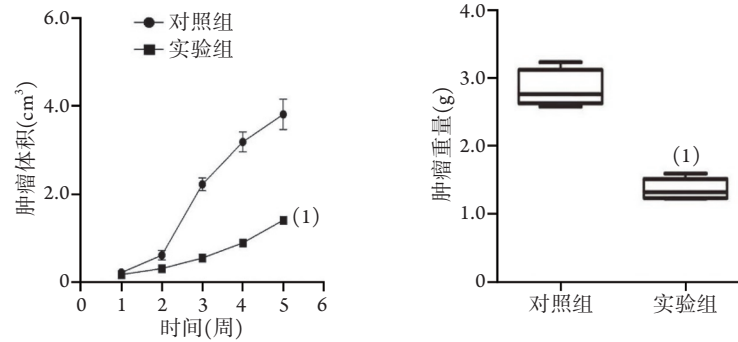 6.0
4.0
2.0
0
肿瘤体积(cm³)
对照组
实验组
(1)
0 1 2 3 4 5 6
时间(周)
4.0
3.0
2.0
1.0
0
肿瘤重量(g)
(1)
对照组 实验组